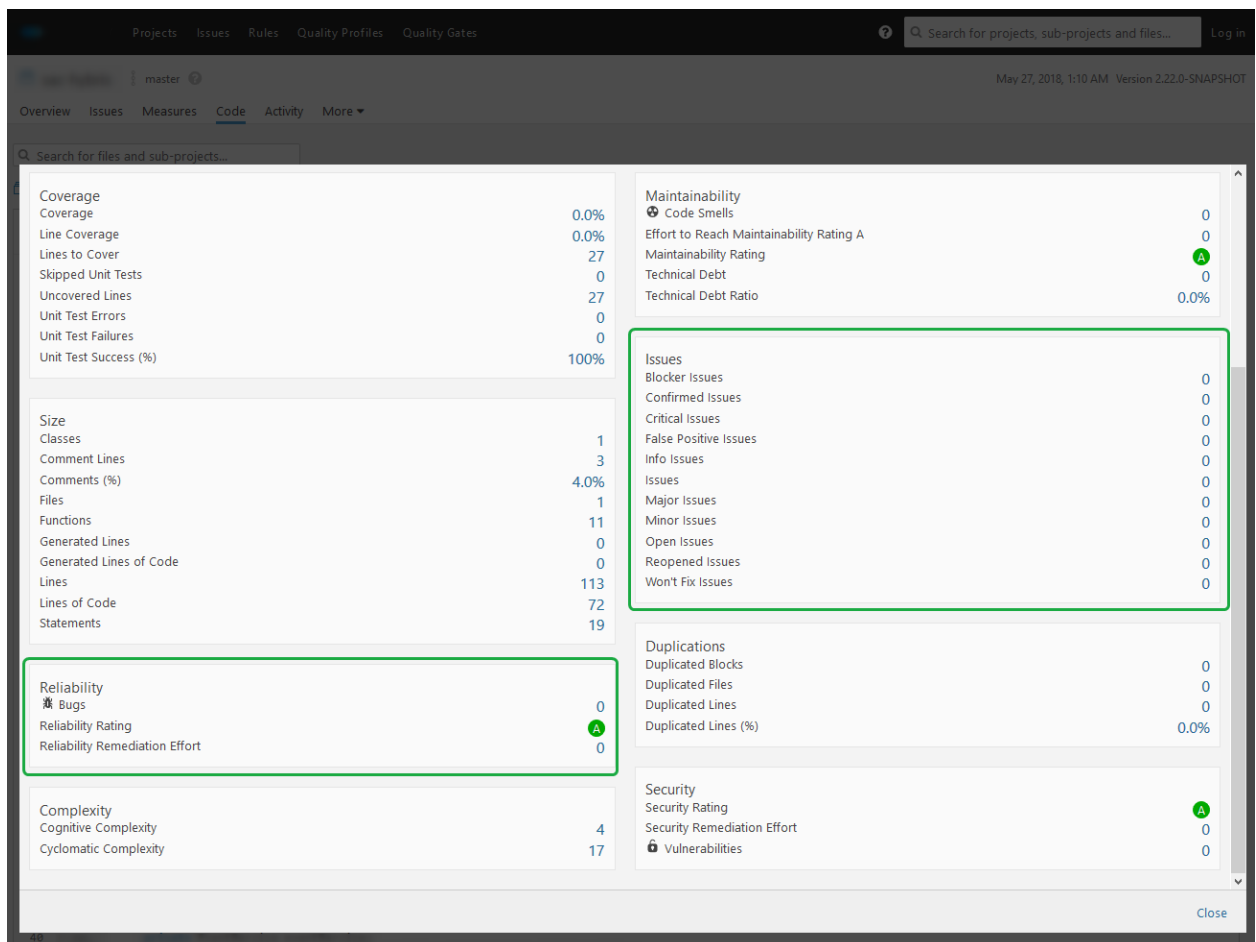 Projects Issues Rules Quality Profiles Quality Gates Search for projects, sub-projects and files... Log in
master May 27, 2018, 1:10 AM Version 2.22.0-SNAPSHOT
Overview Issues Measures Code Activity More
Search for files and sub-projects...
Coverage
Coverage 0.0%
Line Coverage 0.0%
Lines to Cover 27
Skipped Unit Tests 0
Uncovered Lines 27
Unit Test Errors 0
Unit Test Failures 0
Unit Test Success (%) 100%
Size
Classes 1
Comment Lines 3
Comments (%) 4.0%
Files 1
Functions 11
Generated Lines 0
Generated Lines of Code 0
Lines 113
Lines of Code 72
Statements 19
Reliability
Bugs 0
Reliability Rating A
Reliability Remediation Effort 0
Complexity
Cognitive Complexity 4
Cyclomatic Complexity 17
Maintainability
Code Smells 0
Effort to Reach Maintainability Rating A 0
Maintainability Rating A
Technical Debt 0
Technical Debt Ratio 0.0%
Issues
Blocker Issues 0
Confirmed Issues 0
Critical Issues 0
False Positive Issues 0
Info Issues 0
Issues 0
Major Issues 0
Minor Issues 0
Open Issues 0
Reopened Issues 0
Won't Fix Issues 0
Duplications
Duplicated Blocks 0
Duplicated Files 0
Duplicated Lines 0
Duplicated Lines (%) 0.0%
Security
Security Rating A
Security Remediation Effort 0
Vulnerabilities 0
Close
48